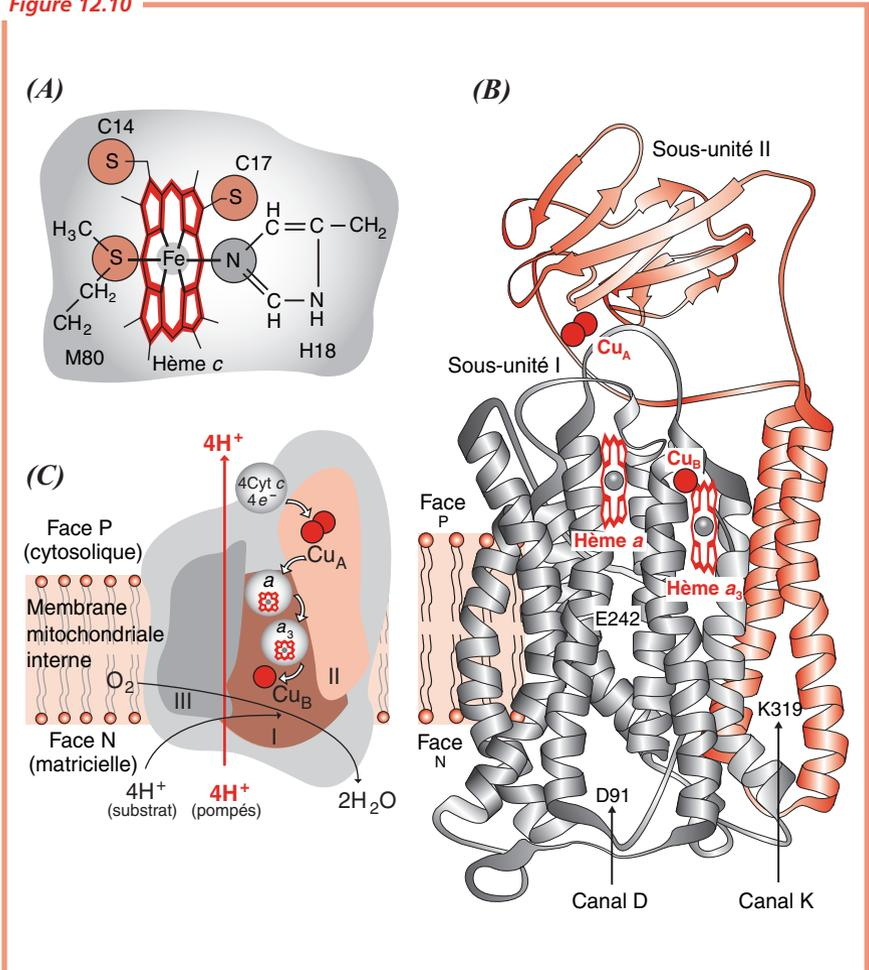 Figure 12.10
(A)
C14
S
C17
S
H
C
C
CH2
H3C
S
Fe
N
CH2
C
H
N
H
CH2
M80
Hème c
H18
(B)
Sous-unité II
CuA
Sous-unité I
CuB
Face
P
Hème a
Hème a3
E242
K319
Face
N
D91
Canal D
Canal K
(C)
4H+
4Cyt c
4e−
Face P
(cytosolique)
CuA
a
Membrane
mitochondriale
interne
a3
O2
CuB
II
III
I
Face N
(matricielle)
4H+
(substrat)
4H+
(pompés)
2H2O